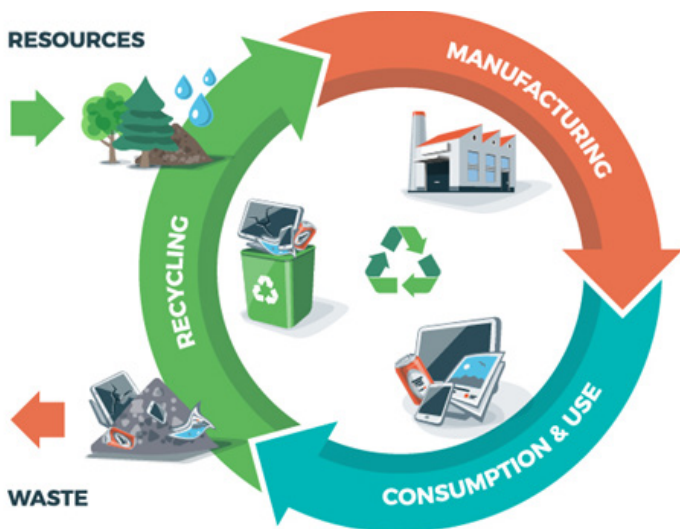 RESOURCES
MANUFACTURING
RECYCLING
CONSUMPTION & USE
WASTE